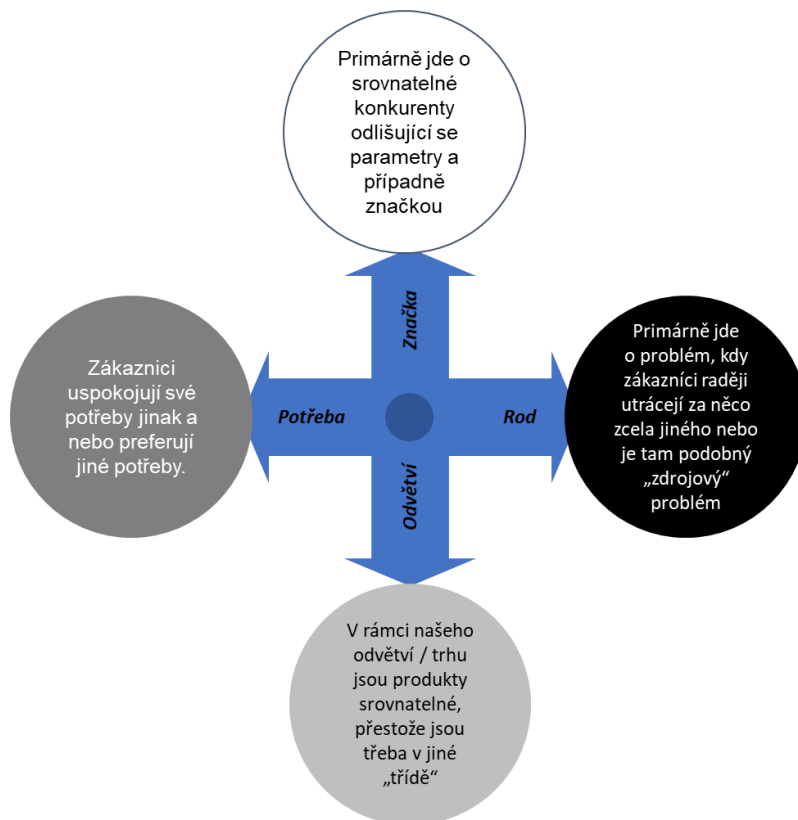 Primárně jde o
srovnatelné
konkurenty
odlišující se
parametry a
případně
značkou
Značka
Zákaznici
uspokojují své
potřeby jinak a
nebo preferují
jiné potřeby.
Potřeba
Rod
Primárně jde
o problém, kdy
zákazníci raději
utrácejí za něco
zcela jiného nebo
je tam podobný
„zdrojový“
problém
Odvětví
V rámci našeho
odvětví / trhu
jsou produkty
srovnatelné,
přestože jsou
třeba v jiné
„třídě“